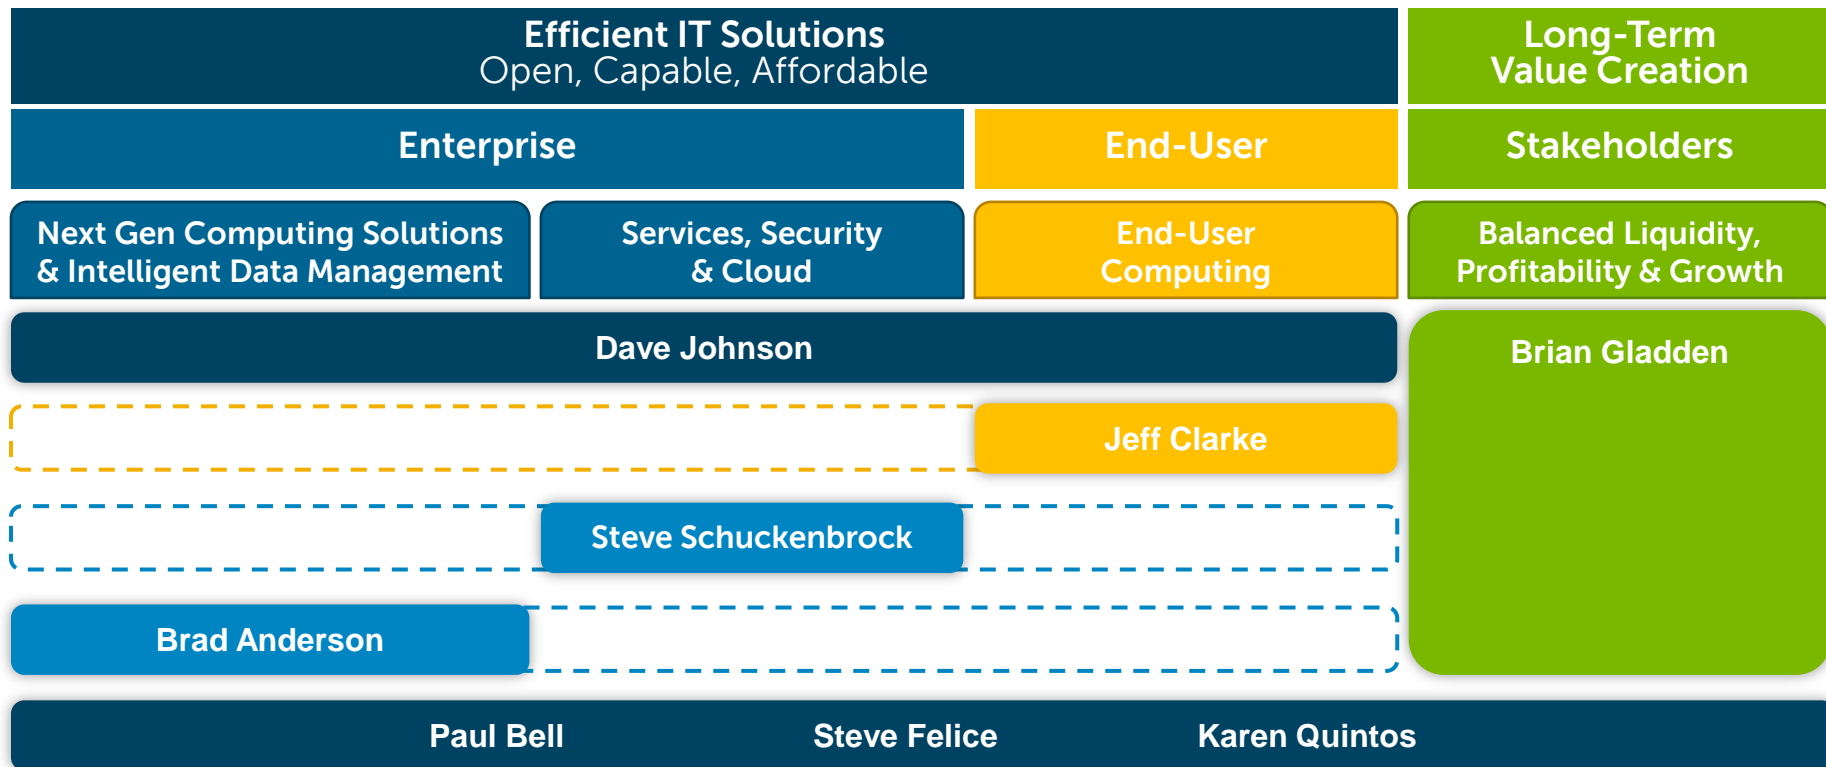 Efficient IT Solutions
Open, Capable, Affordable
Long-Term
Value Creation
Enterprise
End-User
Stakeholders
Next Gen Computing Solutions
& Intelligent Data Management
Services, Security
& Cloud
End-User
Computing
Balanced Liquidity,
Profitability & Growth
Dave Johnson
Brian Gladden
Jeff Clarke
Steve Schuckenbrock
Brad Anderson
Paul Bell
Steve Felice
Karen Quintos